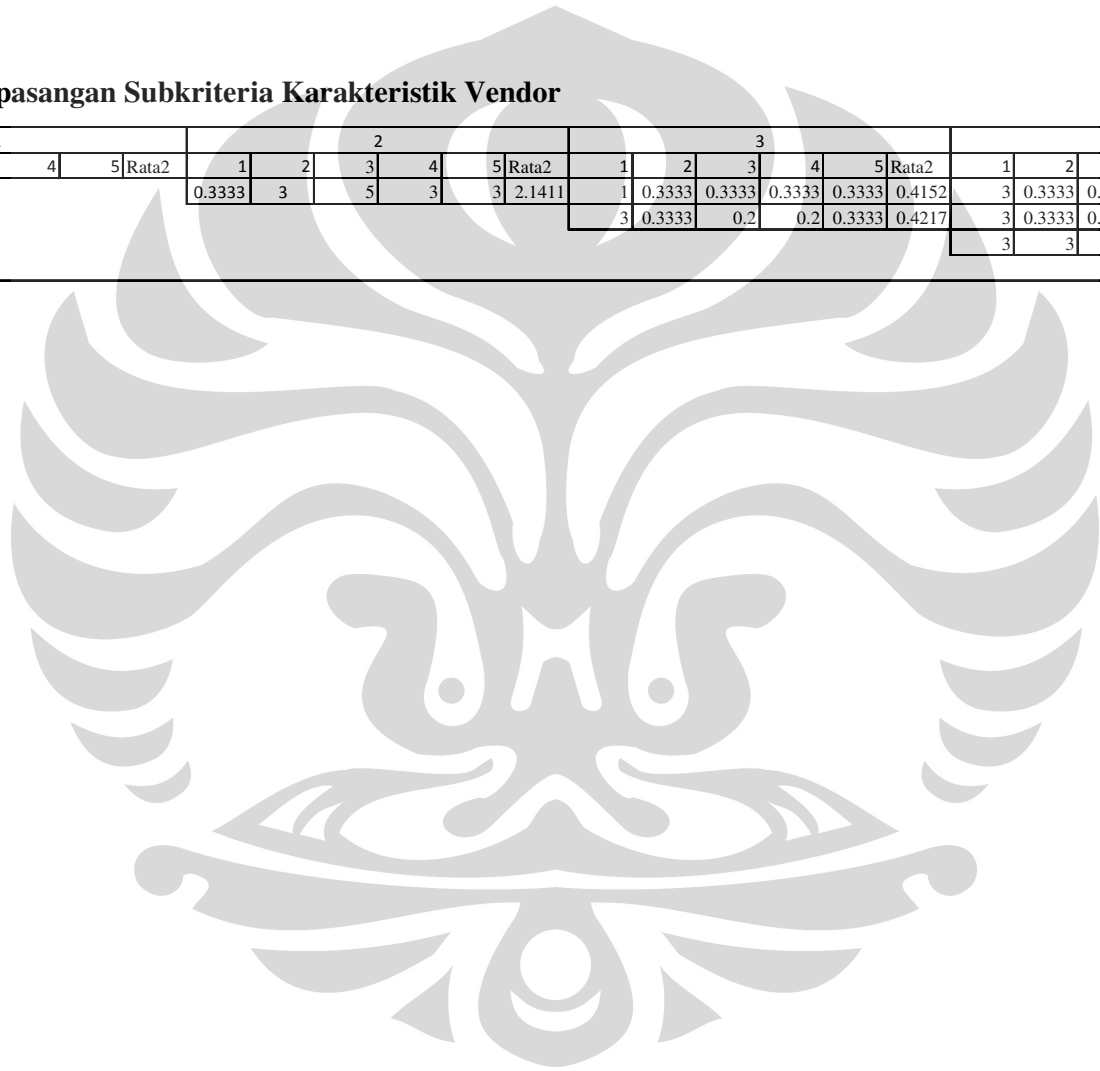 pasangan Subkriteria Karakteristik Vendor
2 3
4 5 Rata2 1 2 3 4 5 Rata2 1 2 3 4 5 Rata2 1 2
0.3333 3 5 3 3 2.1411 1 0.3333 0.3333 0.3333 0.3333 0.4152 3 0.3333 0.
3 0.3333 0.2 0.2 0.3333 0.4217 3 0.3333 0.
3 3